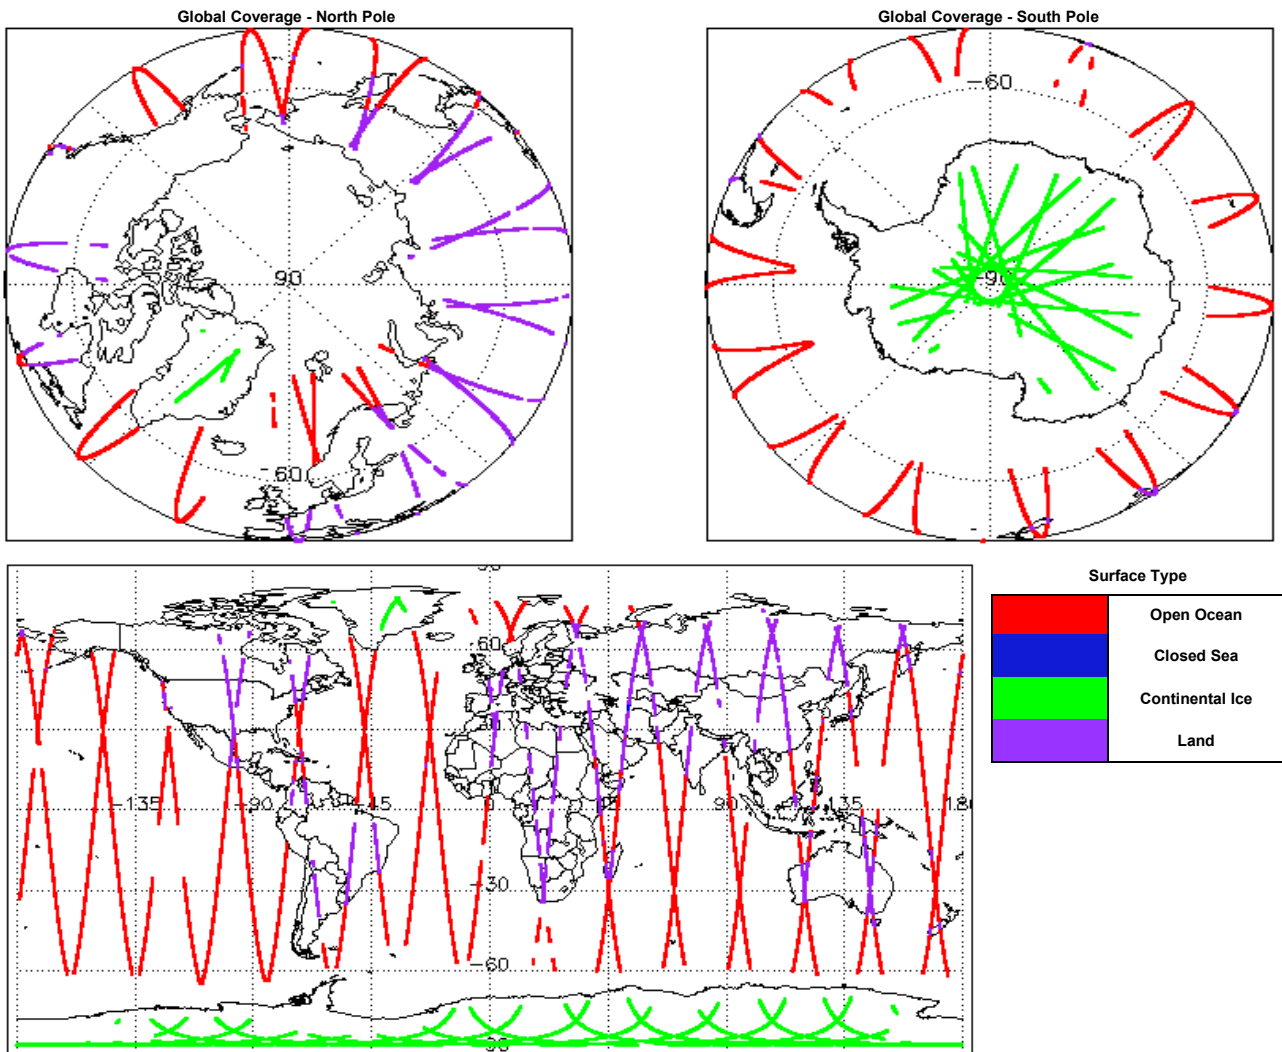 Global Coverage - North Pole
Global Coverage - South Pole
90
-60
-60
-90
Surface Type
Open Ocean
Closed Sea
Continental Ice
Land
60
-135
-90
-45
0
90
135
180
-30
-60